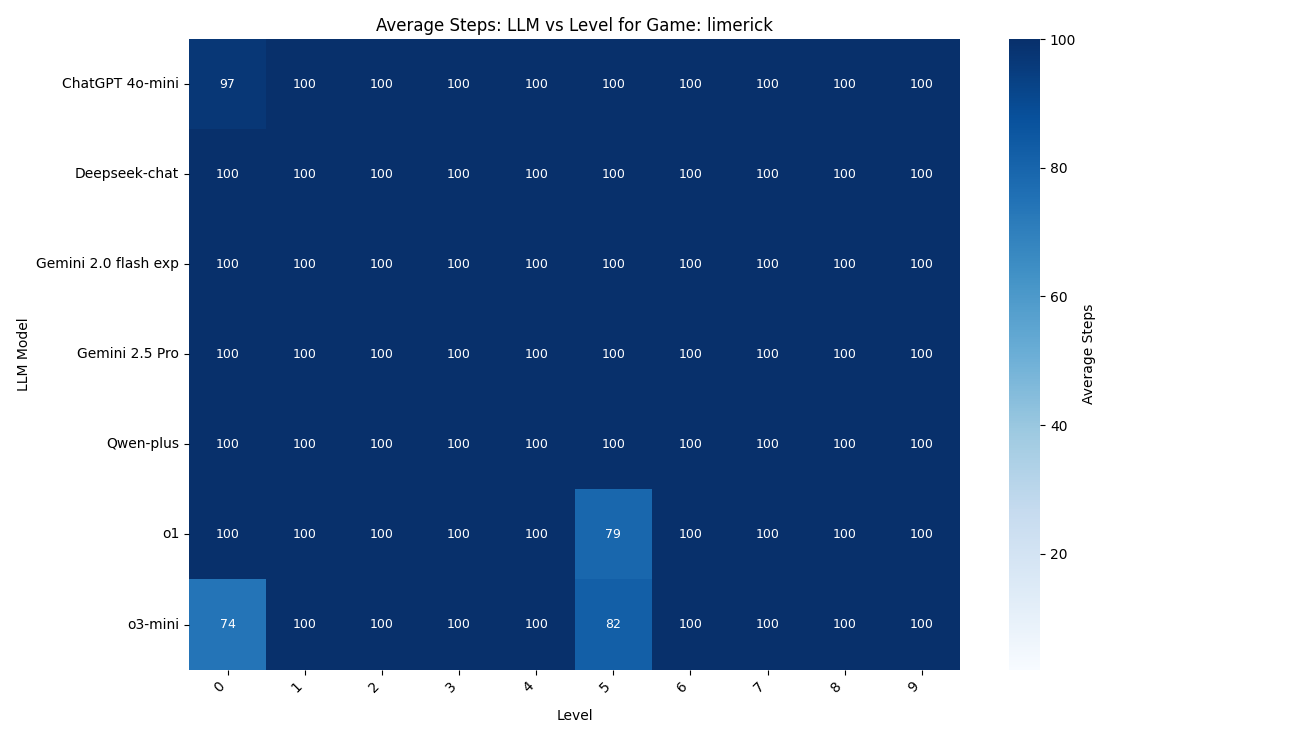 Average Steps: LLM vs Level for Game: limerick
LLM Model
ChatGPT 4o-mini 97 100 100 100 100 100 100 100 100 100
Deepseek-chat 100 100 100 100 100 100 100 100 100 100
Gemini 2.0 flash exp 100 100 100 100 100 100 100 100 100 100
Gemini 2.5 Pro 100 100 100 100 100 100 100 100 100 100
Qwen-plus 100 100 100 100 100 100 100 100 100 100
o1 100 100 100 100 100 79 100 100 100 100
o3-mini 74 100 100 100 100 82 100 100 100 100
0 1 2 3 4 5 6 7 8 9
Level
100
80
60
40
20
Average Steps